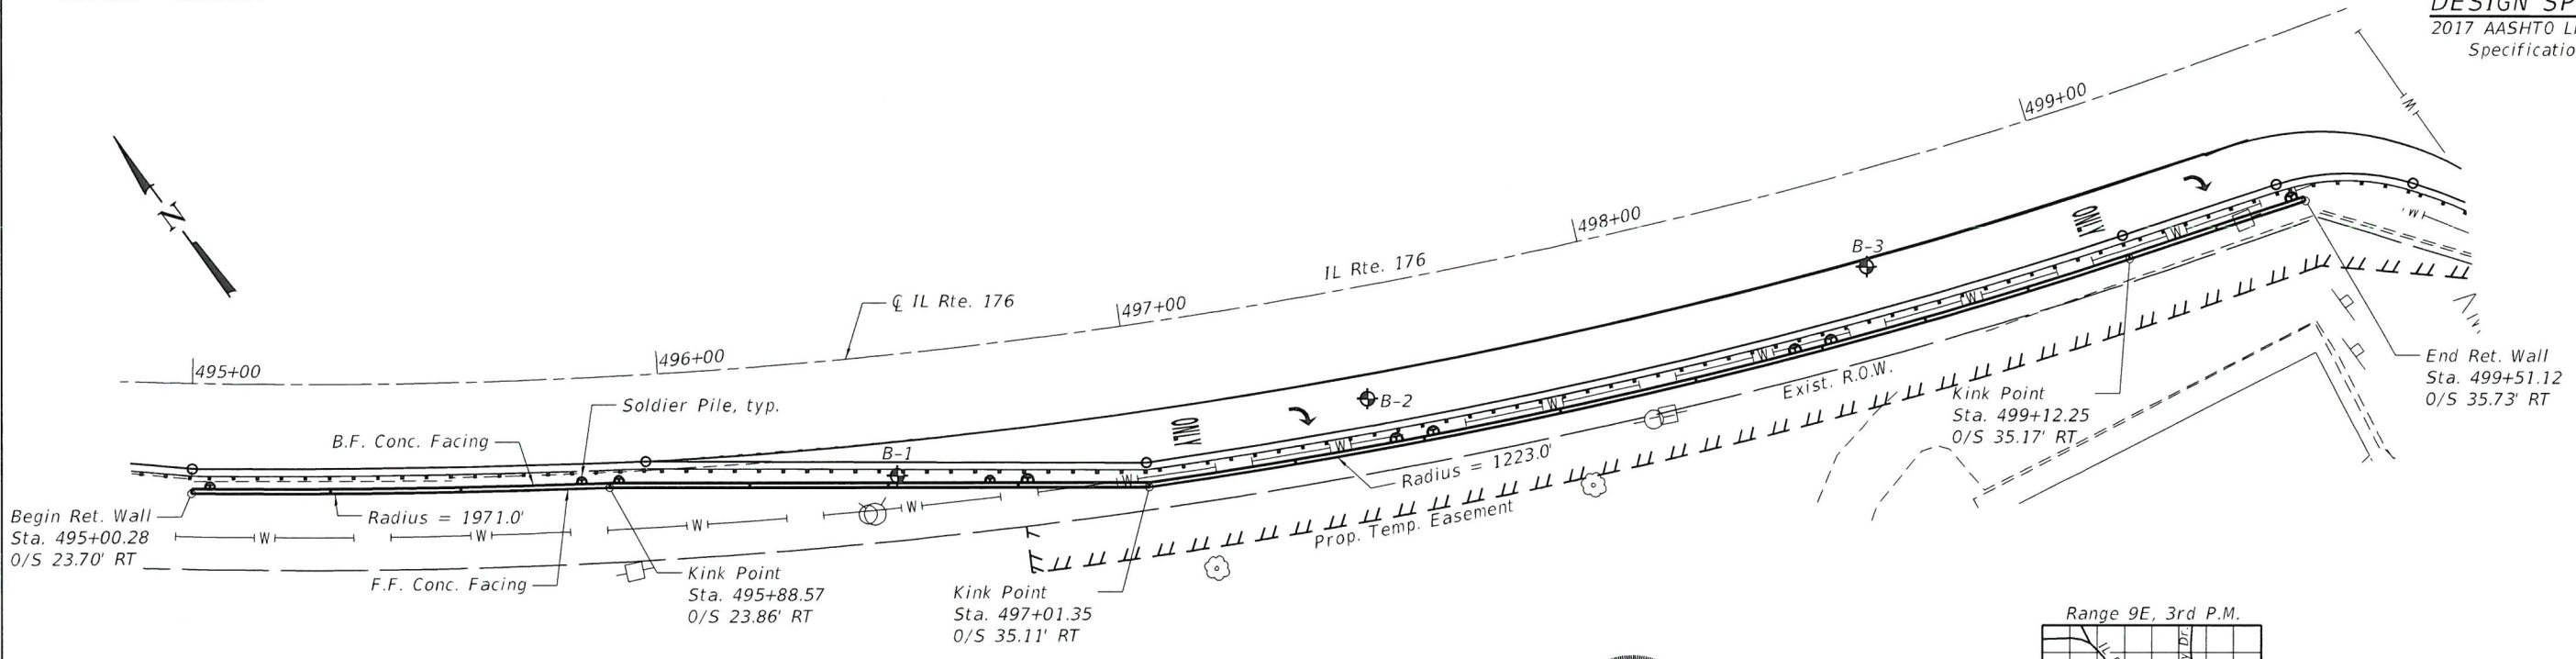 DESIGN SP
2017 AASHTO L
Specificatio
499+00
498+00
IL Rte. 176
497+00
℄ IL Rte. 176
496+00
495+00
N
B-3
B-2
B-1
ONLY
ONLY
Soldier Pile, typ.
B.F. Conc. Facing
Begin Ret. Wall
Sta. 495+00.28
O/S 23.70' RT
Radius = 1971.0'
F.F. Conc. Facing
Kink Point
Sta. 495+88.57
O/S 23.86' RT
Kink Point
Sta. 497+01.35
O/S 35.11' RT
Radius = 1223.0'
Prop. Temp. Easement
Exist. R.O.W.
Kink Point
Sta. 499+12.25
O/S 35.17' RT
End Ret. Wall
Sta. 499+51.12
O/S 35.73' RT
W
W
W
W
W
W
W
W
W
W
W
W
Range 9E, 3rd P.M.